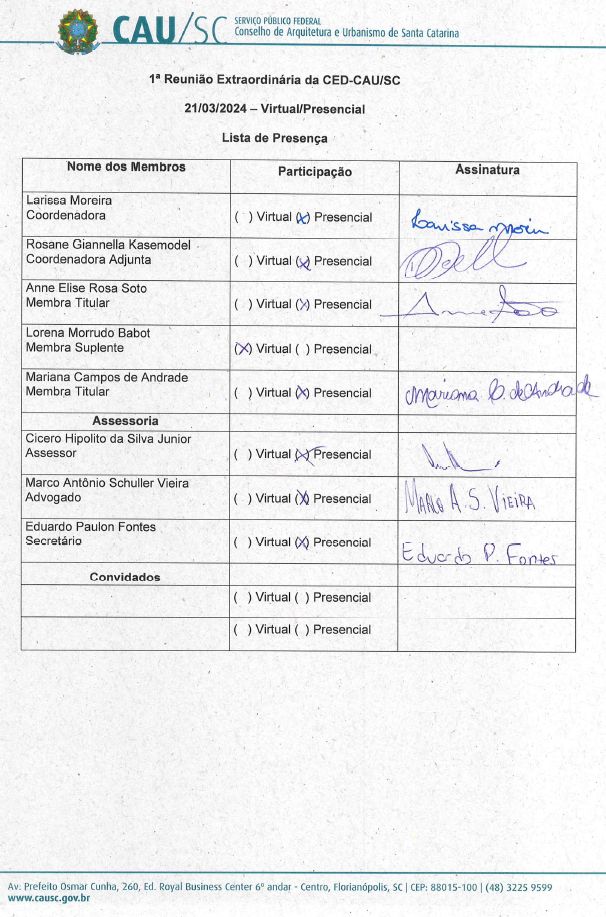 CAU/SC
SERVIÇO PÚBLICO FEDERAL
Conselho de Arquitetura e Urbanismo de Santa Catarina
1ª Reunião Extraordinária da CED-CAU/SC
21/03/2024 – Virtual/Presencial
Lista de Presença
Nome dos Membros Participação Assinatura
Larissa Moreira
Coordenadora ( ) Virtual (x) Presencial Larissa
Rosane Giannella Kasemodel
Coordenadora Adjunta ( ) Virtual (x) Presencial
Anne Elise Rosa Soto
Membra Titular ( ) Virtual (x) Presencial
Lorena Morrudo Babot
Membra Suplente (x) Virtual ( ) Presencial
Mariana Campos de Andrade
Membra Titular ( ) Virtual (x) Presencial Mariana C. de Andrade
Assessoria
Cicero Hipolito da Silva Junior
Assessor ( ) Virtual (x) Presencial
Marco Antônio Schuller Vieira
Advogado ( ) Virtual (x) Presencial MARCO A. S. VIEIRA
Eduardo Paulon Fontes
Secretário ( ) Virtual (x) Presencial Eduardo P. Fontes
Convidados
( ) Virtual ( ) Presencial
( ) Virtual ( ) Presencial
Av. Prefeito Osmar Cunha, 260, Ed. Royal Business Center 6º andar - Centro, Florianópolis, SC | CEP: 88015-100 | (48) 3225 9599
www.causc.gov.br